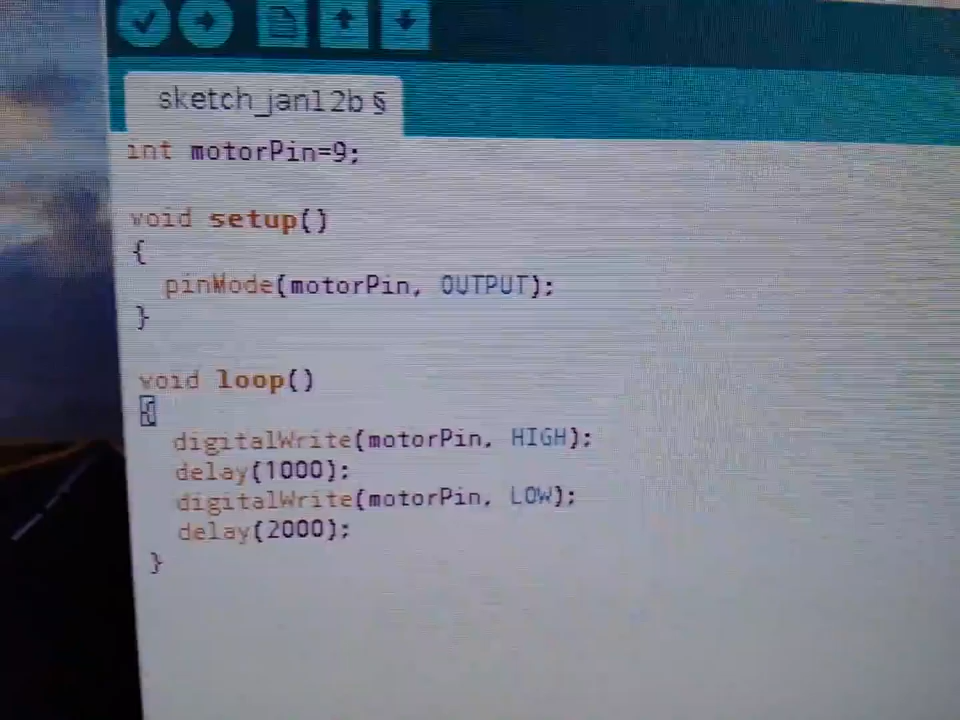 sketch_jan12b §
int motorPin=9;
void setup()
{
pinMode(motorPin, OUTPUT);
}
void loop()
{
digitalWrite(motorPin, HIGH);
delay(1000);
digitalWrite(motorPin, LOW);
delay(2000);
}